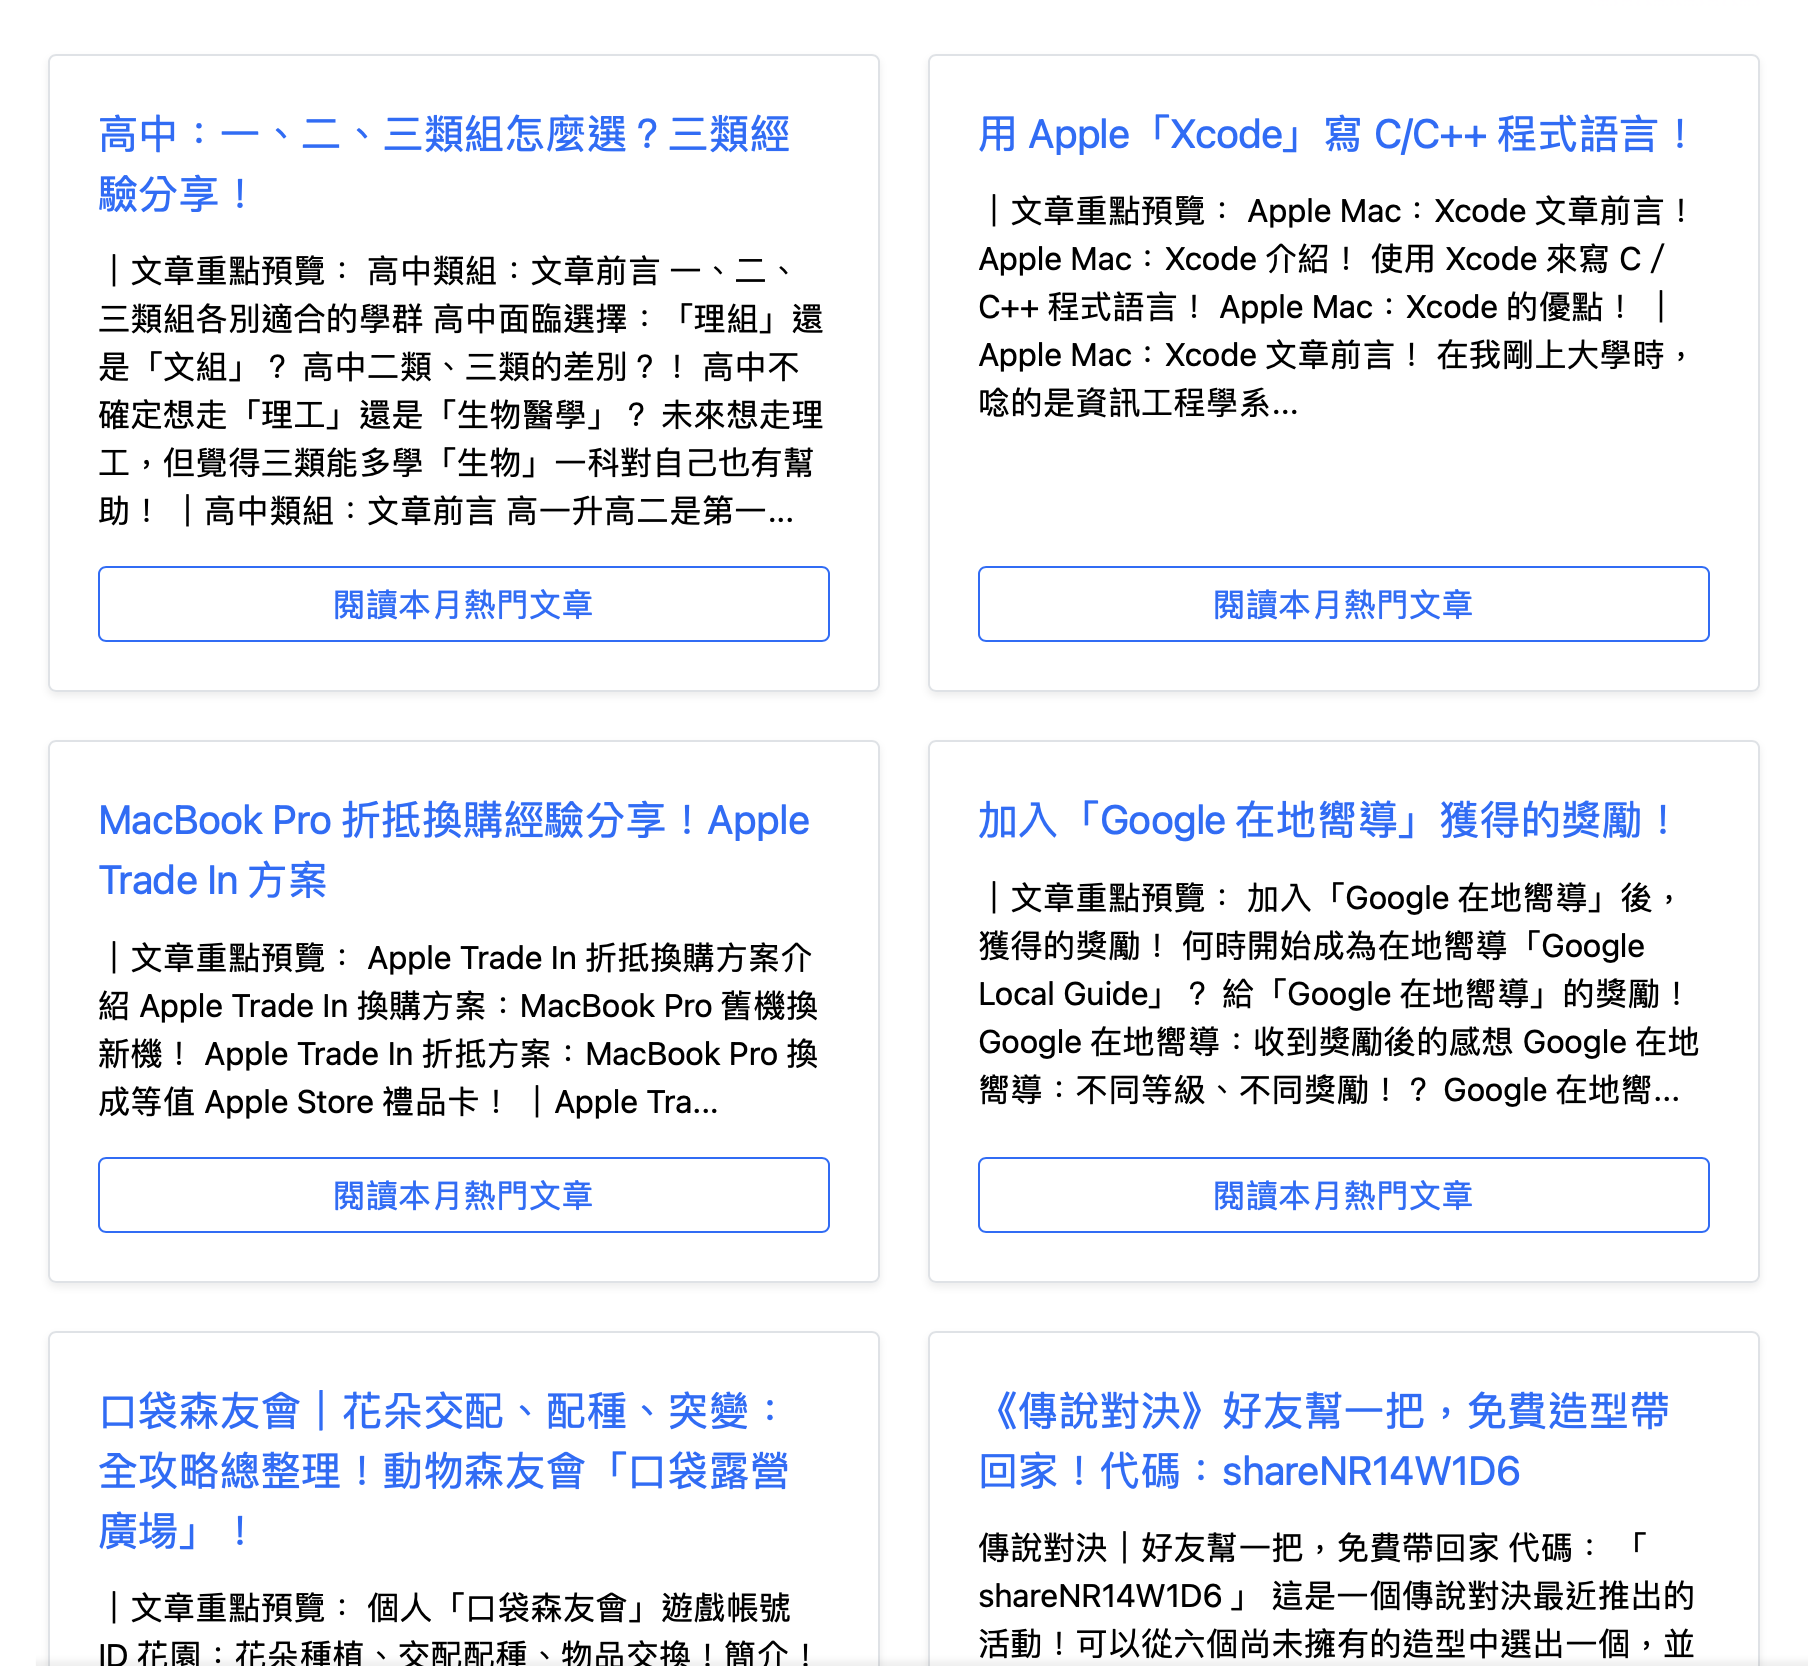 高中：一、二、三類組怎麼選？三類經
驗分享！
｜文章重點預覽： 高中類組：文章前言 一、二、
三類組各別適合的學群 高中面臨選擇：「理組」還
是「文組」？ 高中二類、三類的差別？！ 高中不
確定想走「理工」還是「生物醫學」？ 未來想走理
工，但覺得三類能多學「生物」一科對自己也有幫
助！ ｜高中類組：文章前言 高一升高二是第一...
閱讀本月熱門文章
用 Apple「Xcode」寫 C/C++ 程式語言！
｜文章重點預覽： Apple Mac：Xcode 文章前言！
Apple Mac：Xcode 介紹！ 使用 Xcode 來寫 C /
C++ 程式語言！ Apple Mac：Xcode 的優點！ ｜
Apple Mac：Xcode 文章前言！ 在我剛上大學時，
唸的是資訊工程學系...
閱讀本月熱門文章
MacBook Pro 折抵換購經驗分享！Apple
Trade In 方案
｜文章重點預覽： Apple Trade In 折抵換購方案介
紹 Apple Trade In 換購方案：MacBook Pro 舊機換
新機！ Apple Trade In 折抵方案：MacBook Pro 換
成等值 Apple Store 禮品卡！ ｜Apple Tra...
閱讀本月熱門文章
加入「Google 在地嚮導」獲得的獎勵！
｜文章重點預覽： 加入「Google 在地嚮導」後，
獲得的獎勵！ 何時開始成為在地嚮導「Google
Local Guide」？ 給「Google 在地嚮導」的獎勵！
Google 在地嚮導：收到獎勵後的感想 Google 在地
嚮導：不同等級、不同獎勵！？ Google 在地嚮...
閱讀本月熱門文章
口袋森友會｜花朵交配、配種、突變：
全攻略總整理！動物森友會「口袋露營
廣場」！
｜文章重點預覽： 個人「口袋森友會」遊戲帳號
ID 花園：花朵種植、交配配種、物品交換！簡介！
《傳說對決》好友幫一把，免費造型帶
回家！代碼：shareNR14W1D6
傳說對決｜好友幫一把，免費帶回家 代碼： 「
shareNR14W1D6 」 這是一個傳說對決最近推出的
活動！可以從六個尚未擁有的造型中選出一個，並